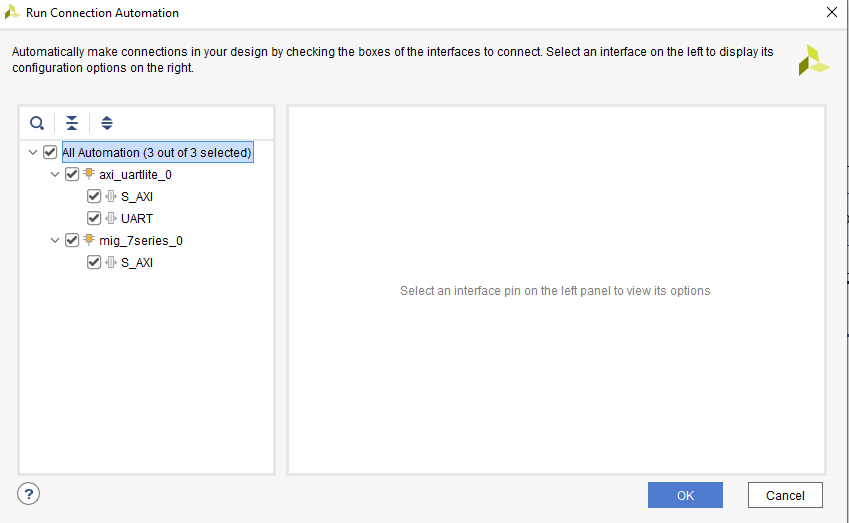 Run Connection Automation
Automatically make connections in your design by checking the boxes of the interfaces to connect. Select an interface on the left to display its
configuration options on the right.
All Automation (3 out of 3 selected)
axi_uartlite_0
S_AXI
UART
mig_7series_0
S_AXI
Select an interface pin on the left panel to view its options
?
OK
Cancel